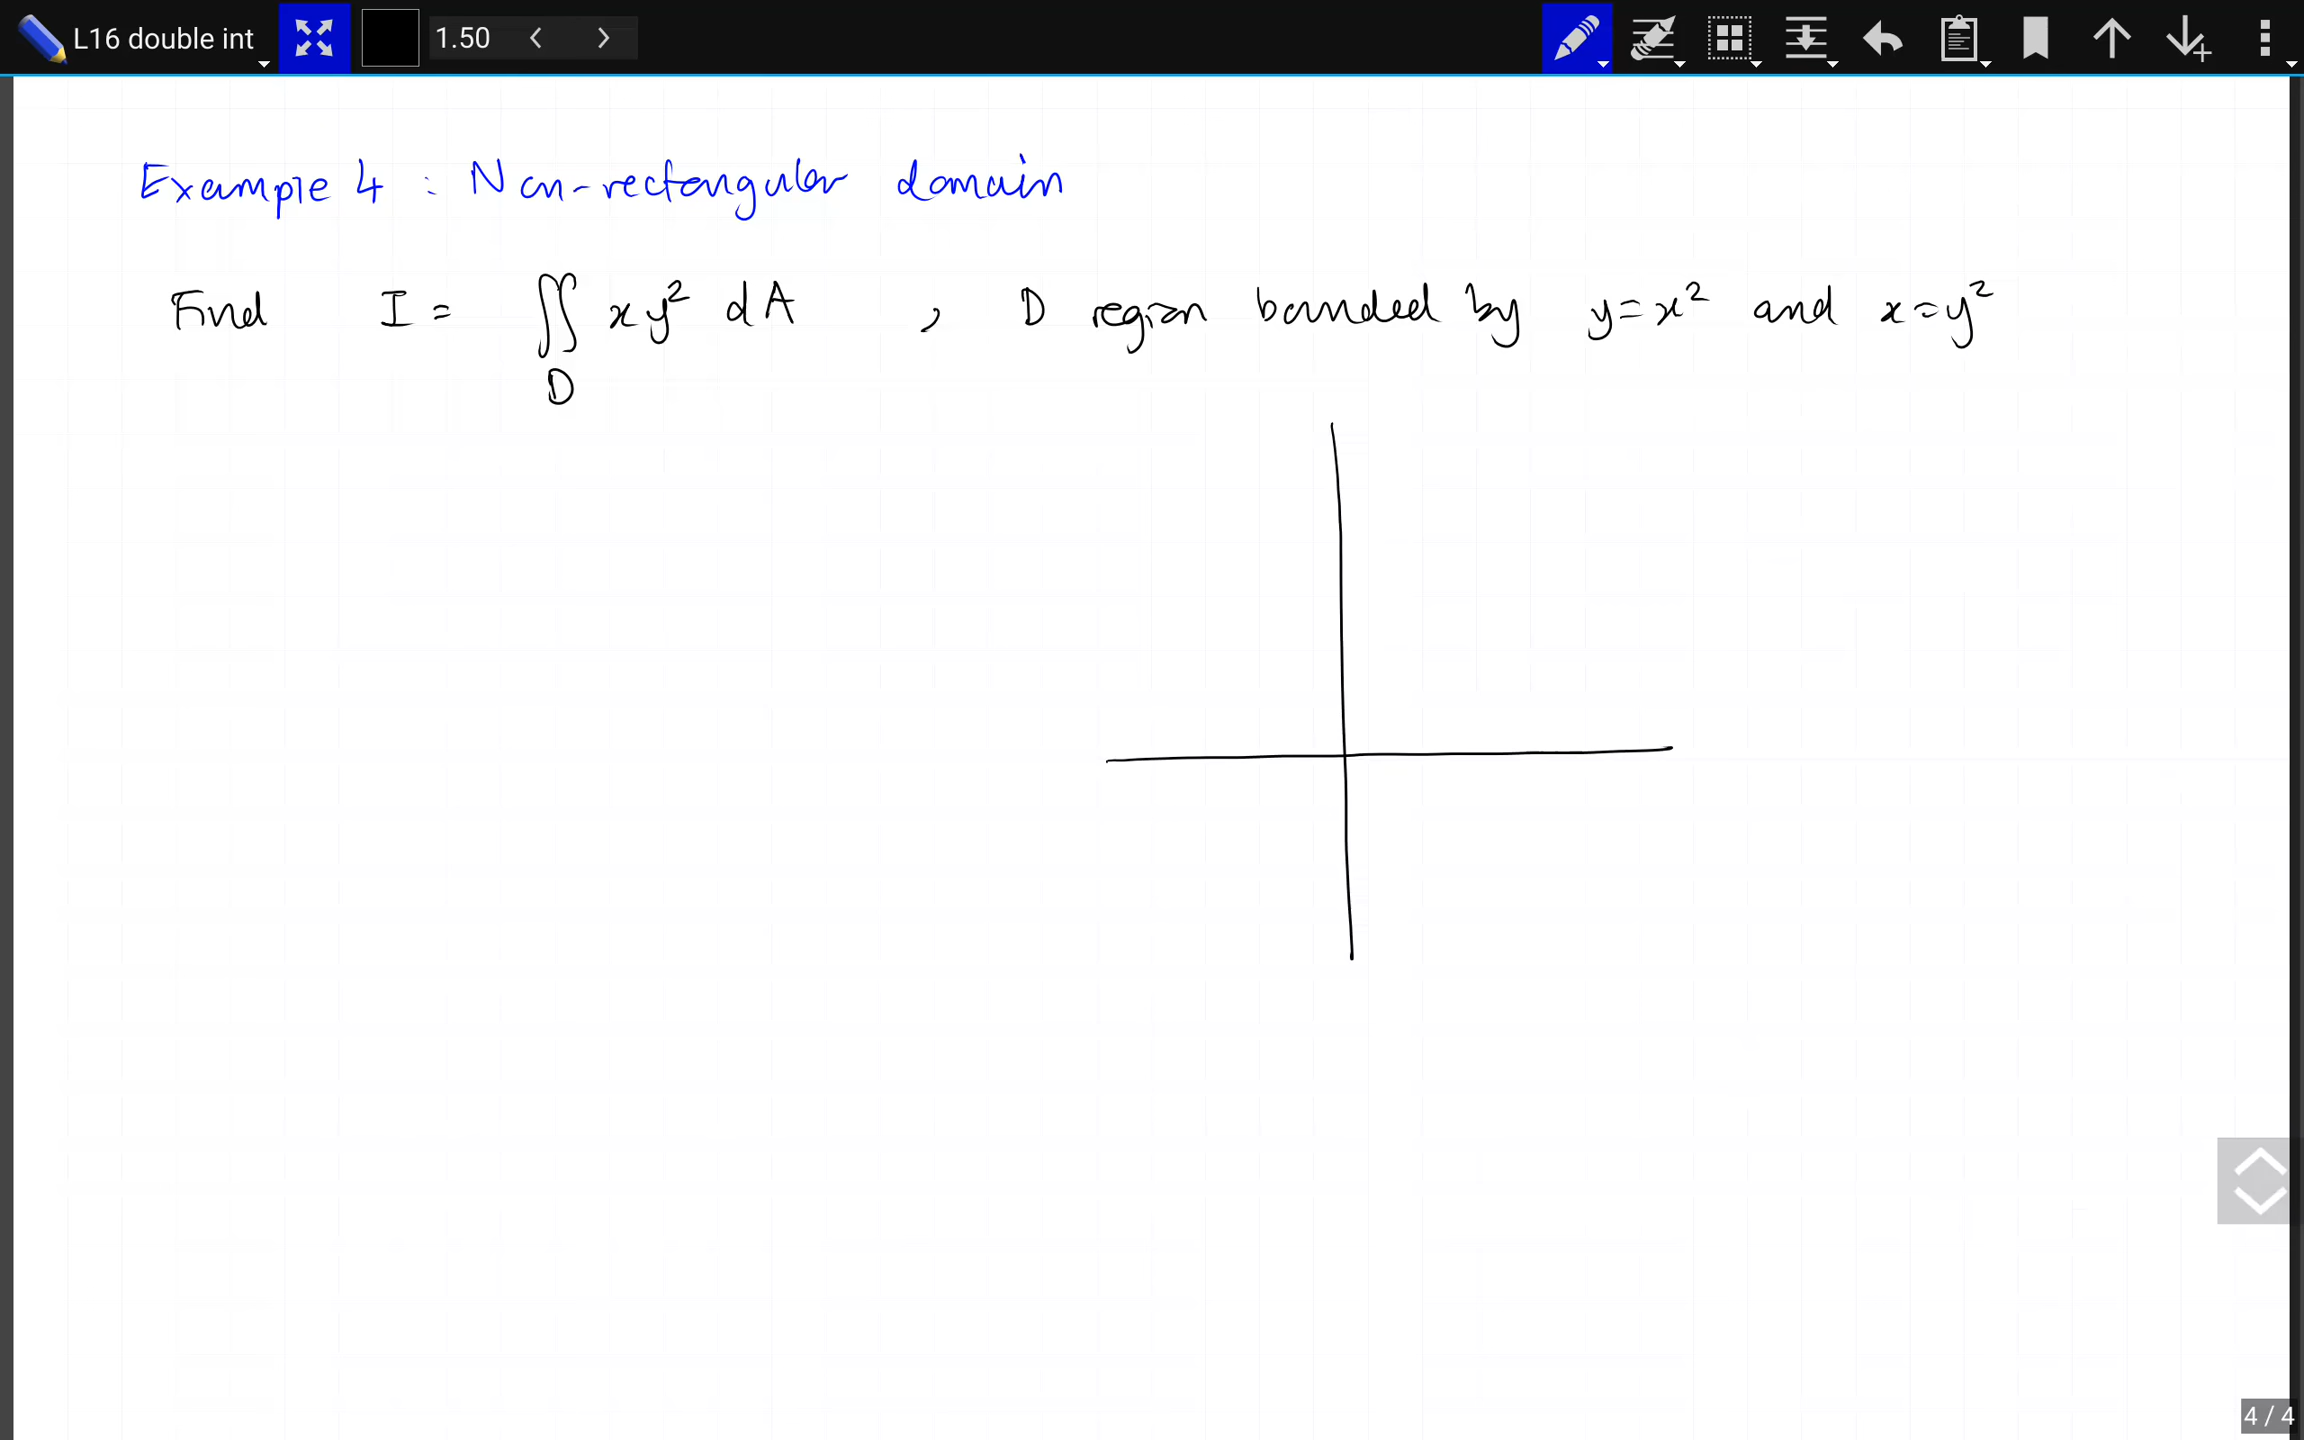 L16 double int 1.50
Example 4 : Non-rectangular domain
Find I = ∬ xy² dA , D region bounded by y=x² and x=y²
D
4 / 4